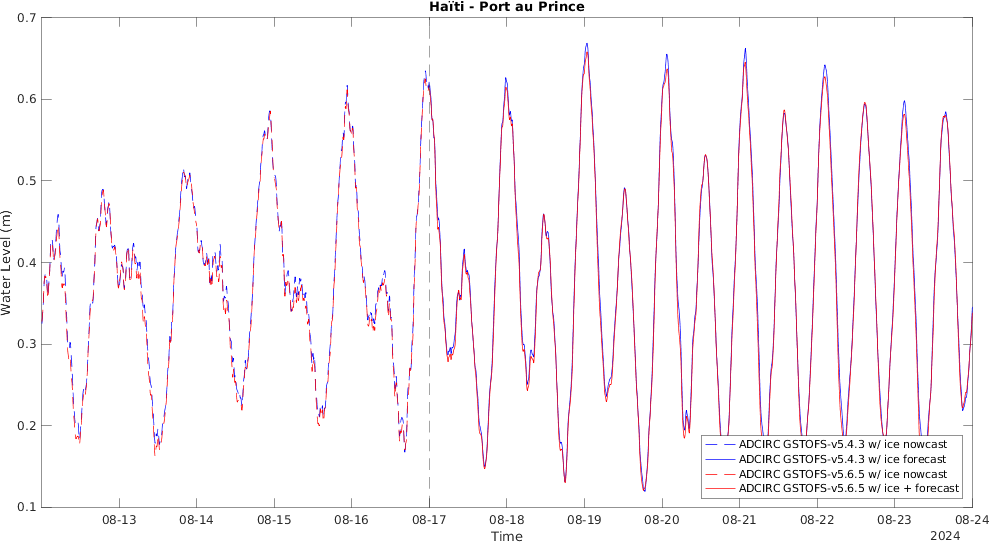 Haïti - Port au Prince
0.7
0.6
0.5
0.4
0.3
0.2
0.1
Water Level (m)
ADCIRC GSTOFS-v5.4.3 w/ ice nowcast
ADCIRC GSTOFS-v5.4.3 w/ ice forecast
ADCIRC GSTOFS-v5.6.5 w/ ice nowcast
ADCIRC GSTOFS-v5.6.5 w/ ice + forecast
08-13 08-14 08-15 08-16 08-17 08-18 08-19 08-20 08-21 08-22 08-23 08-24
Time
2024